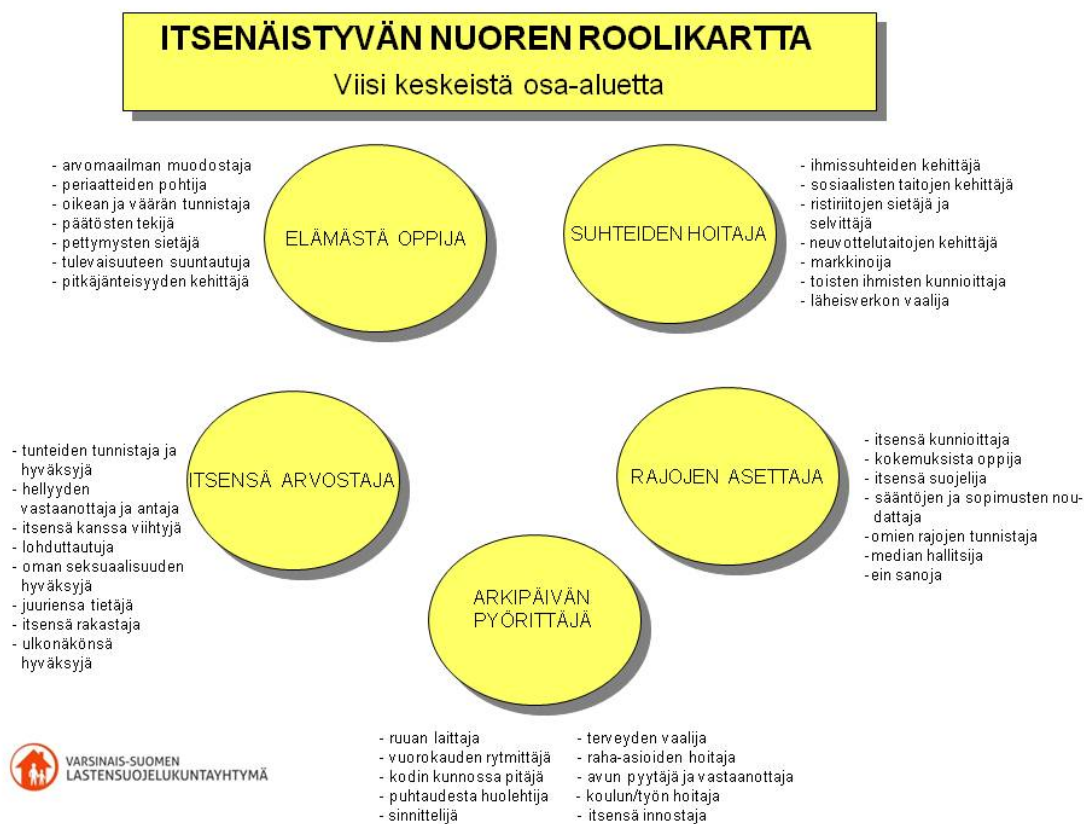 ITSENÄISTYVÄN NUOREN ROOLIKARTTA
Viisi keskeistä osa-aluetta
- arvomaailman muodostaja
- periaatteiden pohtija
- oikean ja väärän tunnistaja
- päätösten tekijä
- pettymysten sietäjä
- tulevaisuuteen suuntautuja
- pitkäjänteisyyden kehittäjä
ELÄMÄSTÄ OPPIJA
SUHTEIDEN HOITAJA
- ihmissuhteiden kehittäjä
- sosiaalisten taitojen kehittäjä
- ristiriitojen sietäjä ja
selvittäjä
- neuvottelutaitojen kehittäjä
- markkinoija
- toisten ihmisten kunnioittaja
- läheisverkon vaalija
- tunteiden tunnistaja ja
hyväksyjä
- hellyyden
vastaanottaja ja antaja
- itsensä kanssa viihtyjä
- lohduttautuja
- oman seksuaalisuuden
hyväksyjä
- juuriensa tietäjä
- itsensä rakastaja
- ulkonäkönsä
hyväksyjä
ITSENSÄ ARVOSTAJA
RAJOJEN ASETTAJA
- itsensä kunnioittaja
- kokemuksista oppija
- itsensä suojelija
- sääntöjen ja sopimusten nou-
dattaja
-omien rajojen tunnistaja
-median hallitsija
-ein sanoja
ARKIPÄIVÄN
PYÖRITTÄJÄ
- ruuan laittaja
- vuorokauden rytmittäjä
- kodin kunnossa pitäjä
- puhtaudesta huolehtija
- sinnittelijä
- terveyden vaalija
- raha-asioiden hoitaja
- avun pyytäjä ja vastaanottaja
- koulun/työn hoitaja
- itsensä innostaja
VARSINAIS-SUOMEN
LASTENSUOJELUKUNTAYHTYMÄ